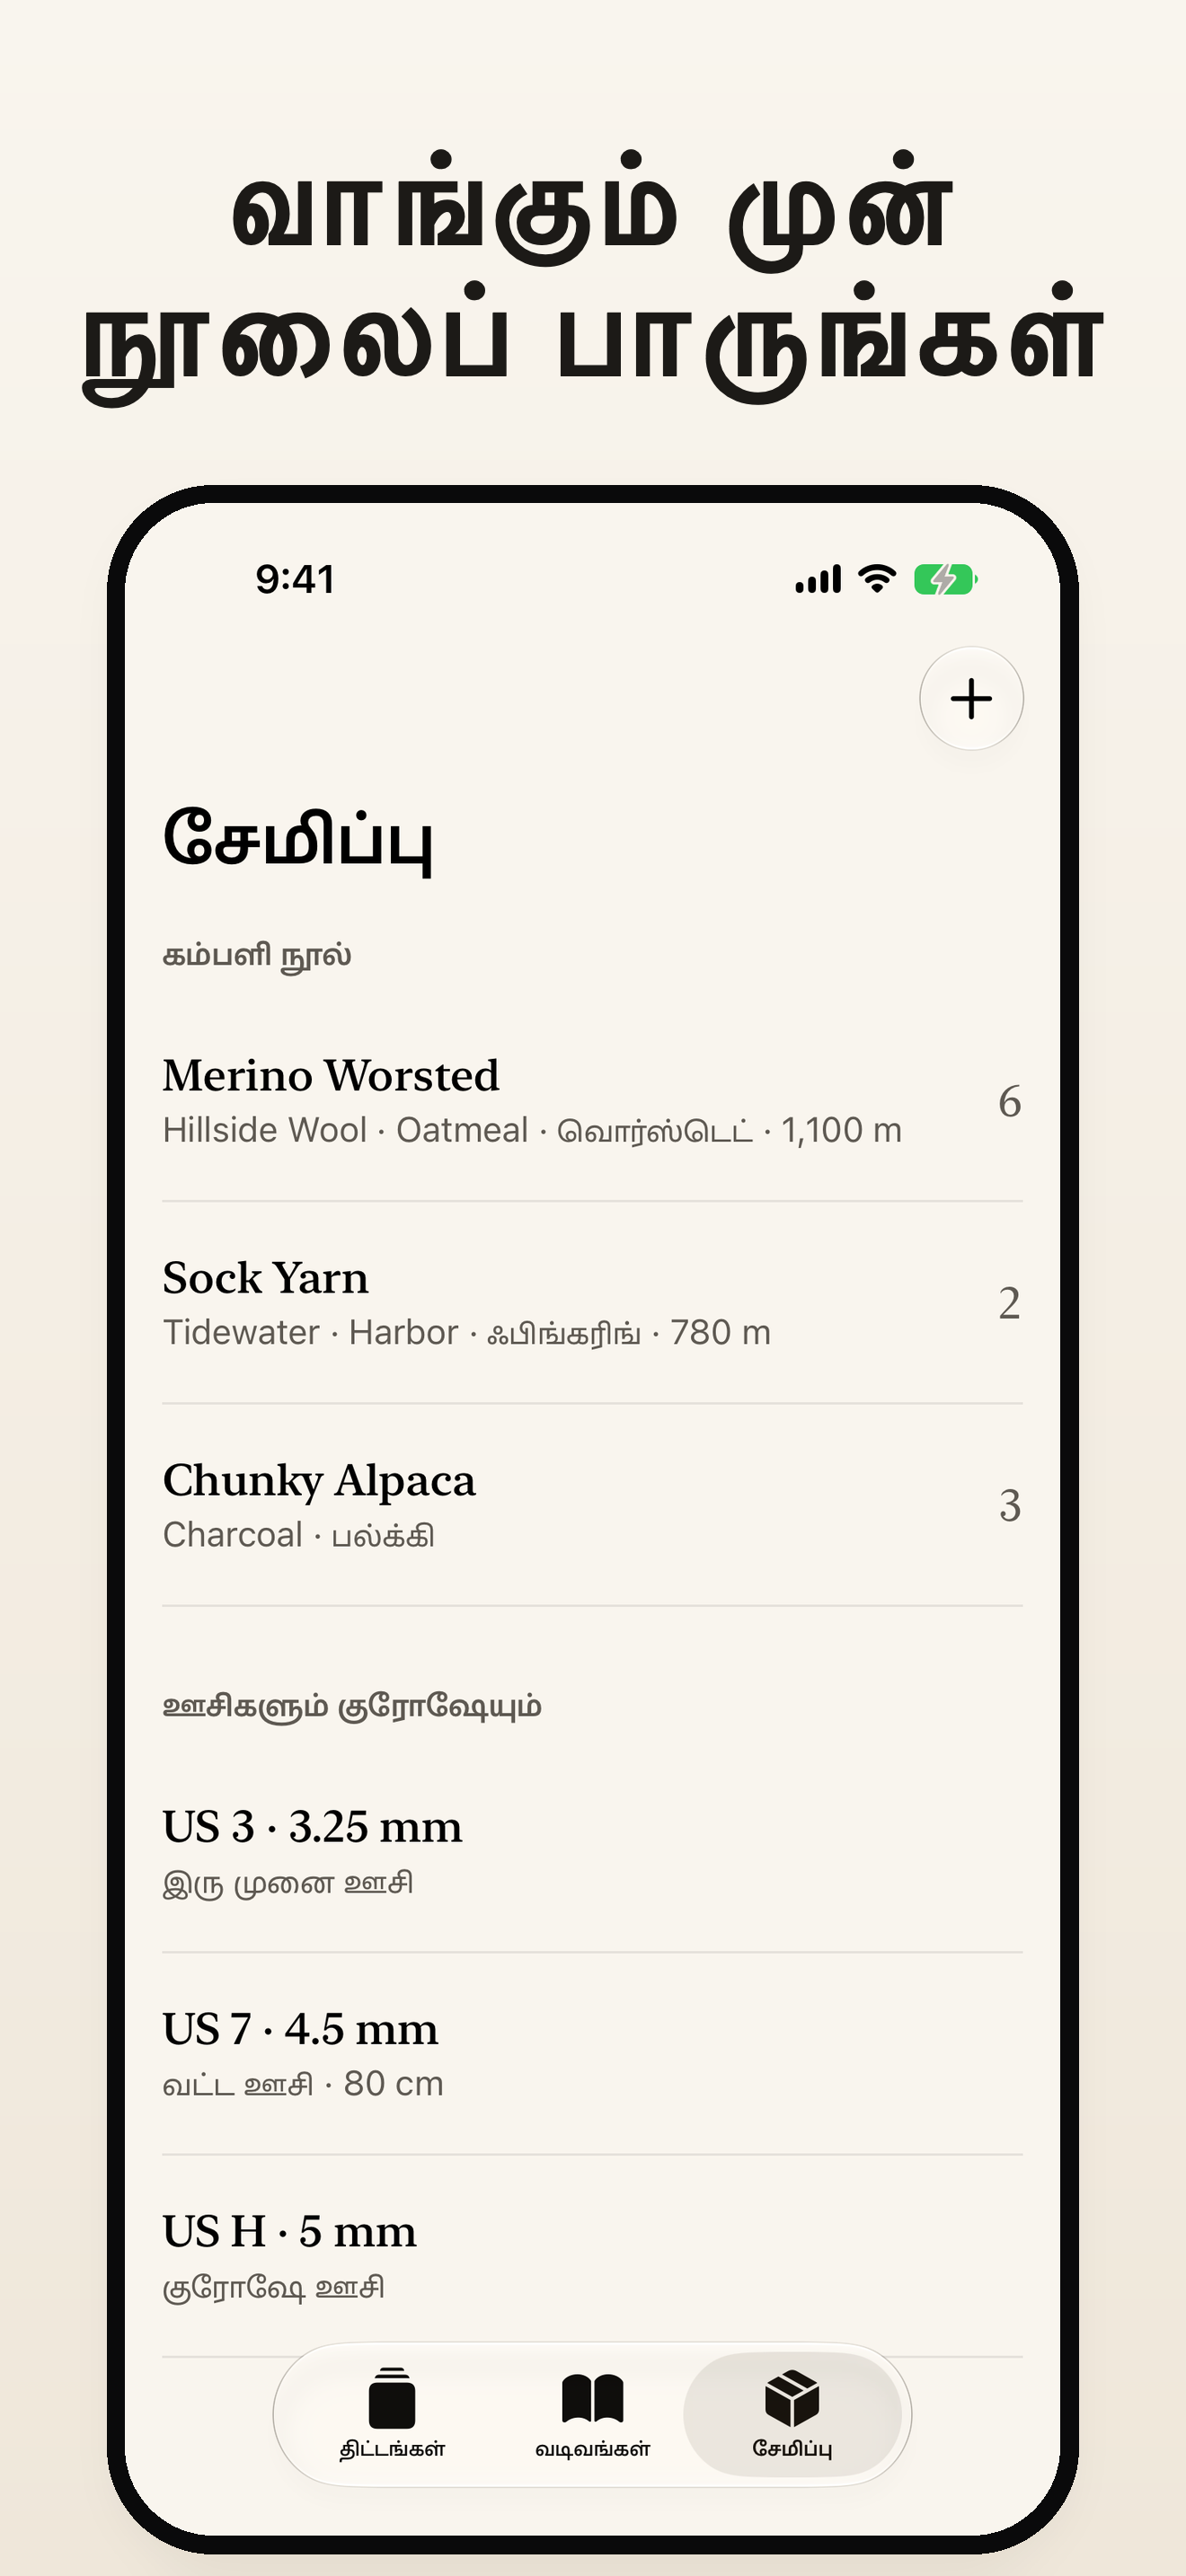 வாங்கும் முன்
நூலைப் பாருங்கள்
9:41
சேமிப்பு
கம்பளி நூல்
Merino Worsted
6
Hillside Wool · Oatmeal · வொர்ஸ்டெட் · 1,100 m
Sock Yarn
2
Tidewater · Harbor · ஃபிங்கரிங் · 780 m
Chunky Alpaca
3
Charcoal · பல்க்கி
ஊசிகளும் குரோஷேயும்
US 3 · 3.25 mm
இரு முனை ஊசி
US 7 · 4.5 mm
வட்ட ஊசி · 80 cm
US H · 5 mm
குரோஷே ஊசி
திட்டங்கள் வடிவங்கள் சேமிப்பு